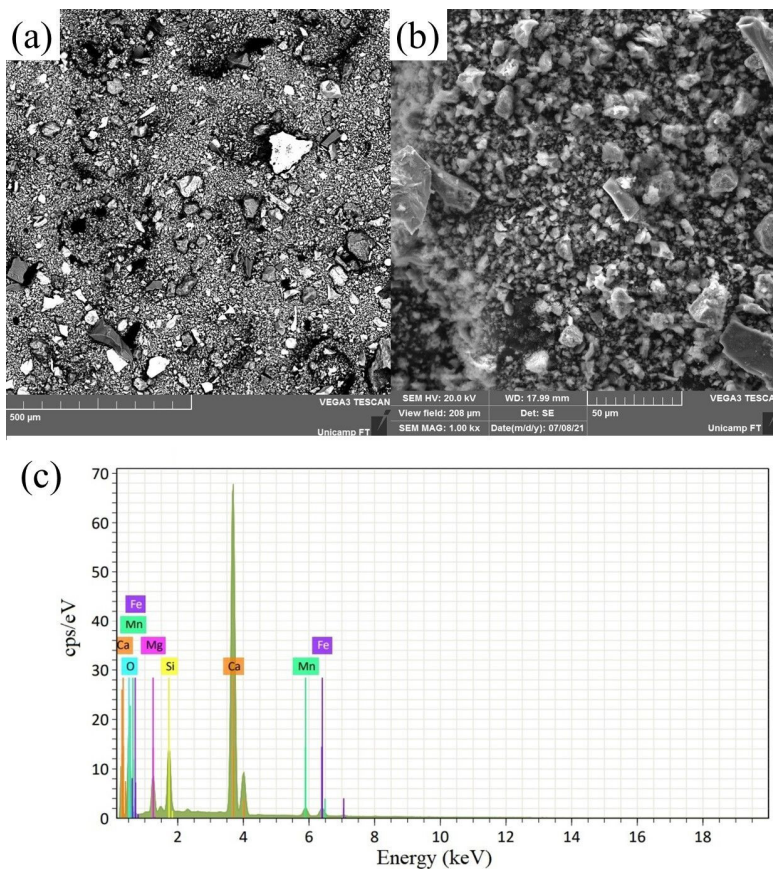 (a)
500 µm
VEGA3 TESCAN
Unicamp FT
(b)
SEM HV: 20.0 kV
WD: 17.99 mm
VEGA3 TESCAN
View field: 208 µm
Det: SE
50 µm
SEM MAG: 1.00 kx
Date(m/d/y): 07/08/21
Unicamp FT
(c)
cps/eV
70
60
50
40
30
20
10
0
Fe
Mn
Ca
Mg
O
Si
Ca
Mn
Fe
2
4
6
8
10
12
14
16
18
Energy (keV)